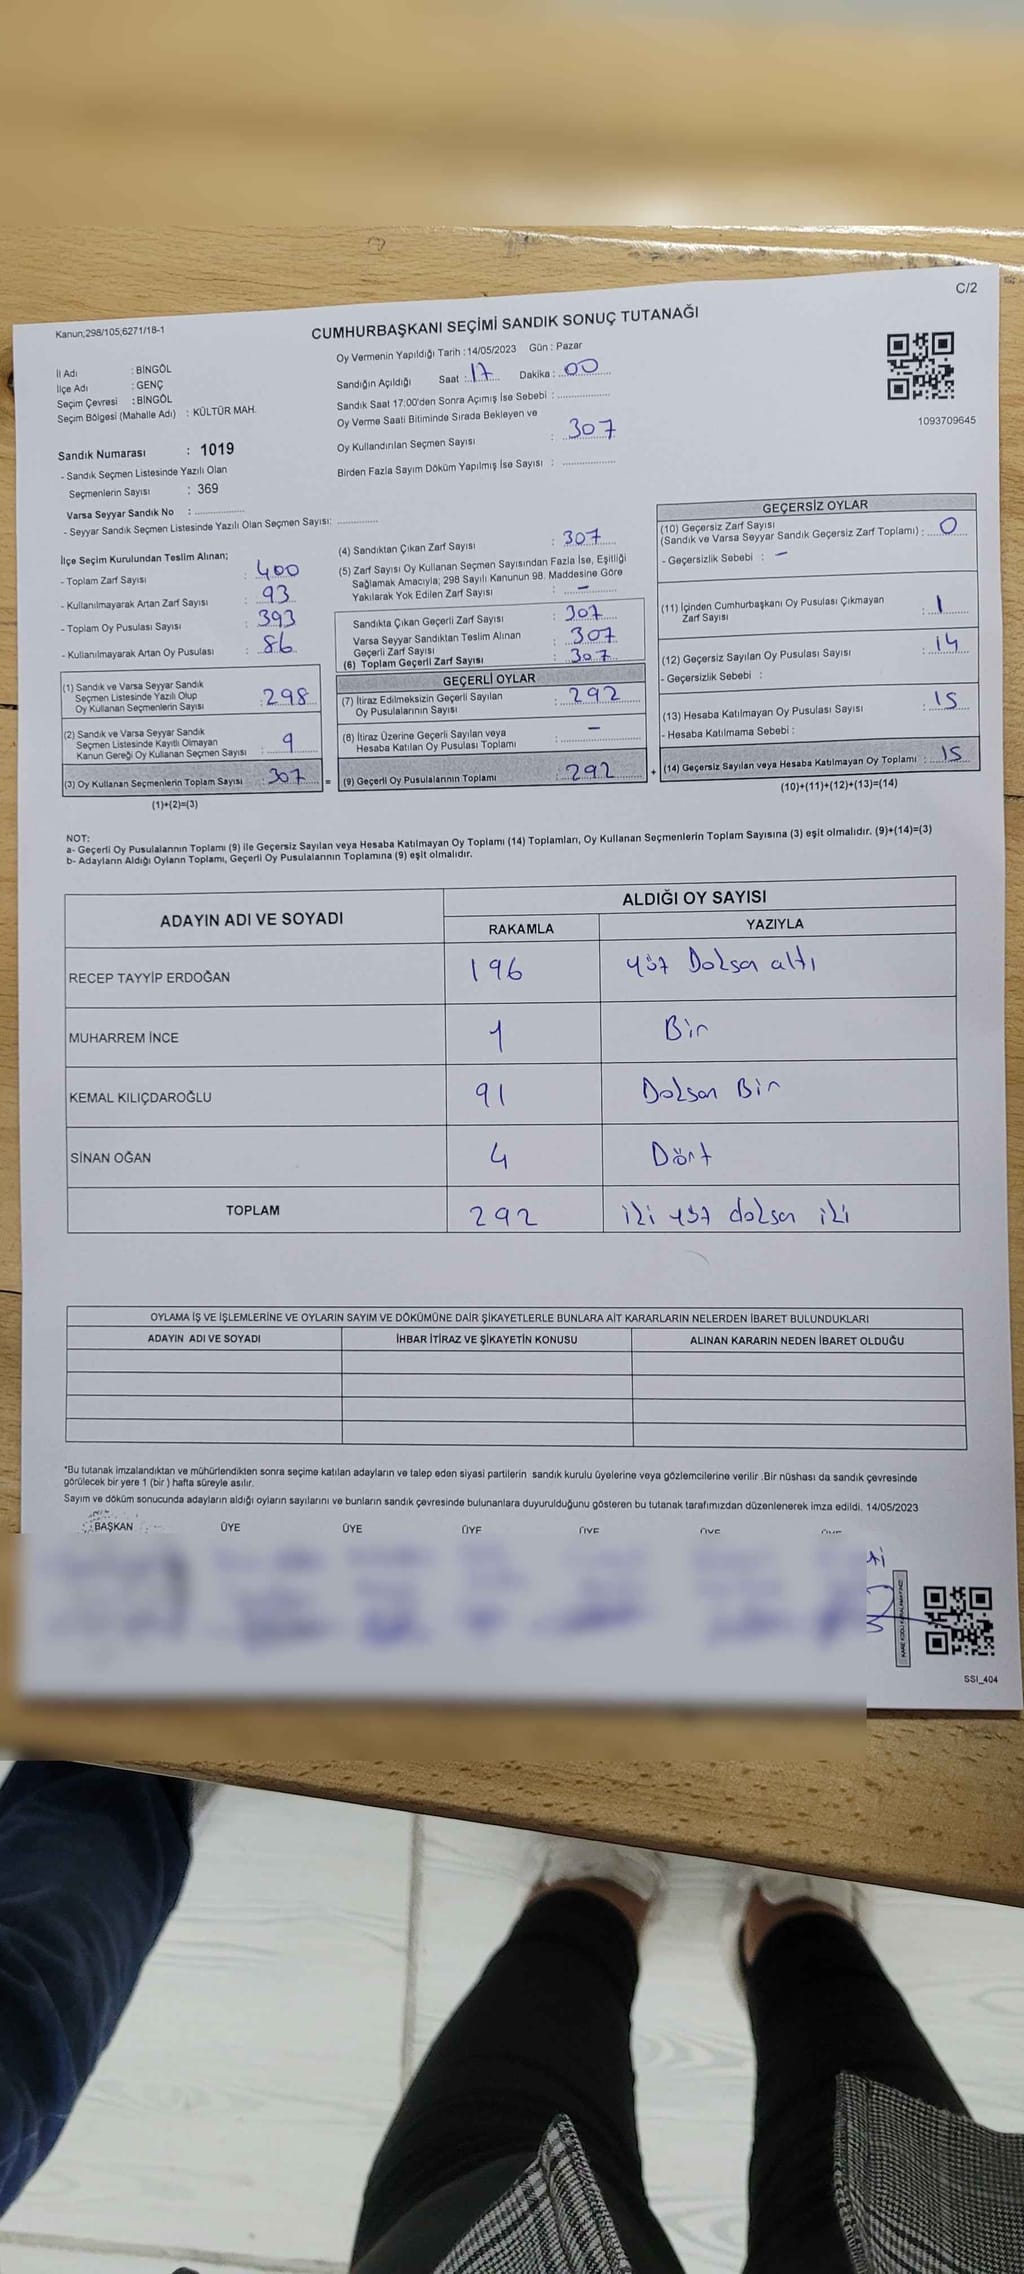 C/2
Kanun;298/105,6271/18-1
CUMHURBAŞKANI SEÇİMİ SANDIK SONUÇ TUTANAĞI
İl Adı : BİNGÖL
İlçe Adı : GENÇ
Seçim Çevresi : BİNGÖL
Seçim Bölgesi (Mahalle Adı) : KÜLTÜR MAH.
Oy Vermenin Yapıldığı Tarih : 14/05/2023 Gün : Pazar
Sandığın Açıldığı Saat : 17 Dakika : 00
Sandık Saat 17:00'den Sonra Açımış İse Sebebi :
Oy Verme Saati Bitiminde Sırada Bekleyen ve
Oy Kullandırılan Seçmen Sayısı : 307
Birden Fazla Sayım Döküm Yapılmış İse Sayısı :
1093709645
Sandık Numarası : 1019
- Sandık Seçmen Listesinde Yazılı Olan
Seçmenlerin Sayısı : 369
Varsa Seyyar Sandık No :
- Seyyar Sandık Seçmen Listesinde Yazılı Olan Seçmen Sayısı:
İlçe Seçim Kurulundan Teslim Alınan;
- Toplam Zarf Sayısı : 400
- Kullanılmayarak Artan Zarf Sayısı : 93
- Toplam Oy Pusulası Sayısı : 393
- Kullanılmayarak Artan Oy Pusulası : 86
(1) Sandık ve Varsa Seyyar Sandık
Seçmen Listesinde Yazılı Olup
Oy Kullanan Seçmenlerin Sayısı : 298
(2) Sandık ve Varsa Seyyar Sandık
Seçmen Listesinde Kayıtlı Olmayan
Kanun Gereği Oy Kullanan Seçmen Sayısı : 9
(3) Oy Kullanan Seçmenlerin Toplam Sayısı : 307 =
(1)+(2)=(3)
(4) Sandıktan Çıkan Zarf Sayısı : 307
(5) Zarf Sayısı Oy Kullanan Seçmen Sayısından Fazla İse, Eşitliği
Sağlamak Amacıyla; 298 Sayılı Kanunun 98. Maddesine Göre
Yakılarak Yok Edilen Zarf Sayısı : -
Sandıkta Çıkan Geçerli Zarf Sayısı : 307
Varsa Seyyar Sandıktan Teslim Alınan
Geçerli Zarf Sayısı : 307
(6) Toplam Geçerli Zarf Sayısı : 307
GEÇERLİ OYLAR
(7) İtiraz Edilmeksizin Geçerli Sayılan
Oy Pusulalarının Sayısı : 292
(8) İtiraz Üzerine Geçerli Sayılan veya
Hesaba Katılan Oy Pusulası Toplamı : -
(9) Geçerli Oy Pusulalarının Toplamı : 292 +
GEÇERSİZ OYLAR
(10) Geçersiz Zarf Sayısı
(Sandık ve Varsa Seyyar Sandık Geçersiz Zarf Toplamı) : 0
- Geçersizlik Sebebi : -
(11) İçinden Cumhurbaşkanı Oy Pusulası Çıkmayan
Zarf Sayısı : 1
(12) Geçersiz Sayılan Oy Pusulası Sayısı : 14
- Geçersizlik Sebebi :
(13) Hesaba Katılmayan Oy Pusulası Sayısı : 15
- Hesaba Katılmama Sebebi :
(14) Geçersiz Sayılan veya Hesaba Katılmayan Oy Toplamı : 15
(10)+(11)+(12)+(13)=(14)
NOT:
a- Geçerli Oy Pusulalarının Toplamı (9) ile Geçersiz Sayılan veya Hesaba Katılmayan Oy Toplamı (14) Toplamları, Oy Kullanan Seçmenlerin Toplam Sayısına (3) eşit olmalıdır. (9)+(14)=(3)
b- Adayların Aldığı Oyların Toplamı, Geçerli Oy Pusulalarının Toplamına (9) eşit olmalıdır.
ADAYIN ADI VE SOYADI
ALDIĞI OY SAYISI
RAKAMLA YAZIYLA
RECEP TAYYİP ERDOĞAN 196 yüz Doksan altı
MUHARREM İNCE 1 Bir
KEMAL KILIÇDAROĞLU 91 Doksan Bir
SİNAN OĞAN 4 Dört
TOPLAM 292 iki yüz doksan iki
OYLAMA İŞ VE İŞLEMLERİNE VE OYLARIN SAYIM VE DÖKÜMÜNE DAİR ŞİKAYETLERLE BUNLARA AİT KARARLARIN NELERDEN İBARET BULUNDUKLARI
ADAYIN ADI VE SOYADI İHBAR İTİRAZ VE ŞİKAYETİN KONUSU ALINAN KARARIN NEDEN İBARET OLDUĞU
*Bu tutanak imzalandıktan ve mühürlendikten sonra seçime katılan adayların ve talep eden siyasi partilerin sandık kurulu üyelerine veya gözlemcilerine verilir .Bir nüshası da sandık çevresinde
görülecek bir yere 1 (bir ) hafta süreyle asılır.
Sayım ve döküm sonucunda adayların aldığı oyların sayılarını ve bunların sandık çevresinde bulunanlara duyurulduğunu gösteren bu tutanak tarafımızdan düzenlenerek imza edildi. 14/05/2023
BAŞKAN ÜYE ÜYE ÜYE ÜYE ÜYE
SSI_404